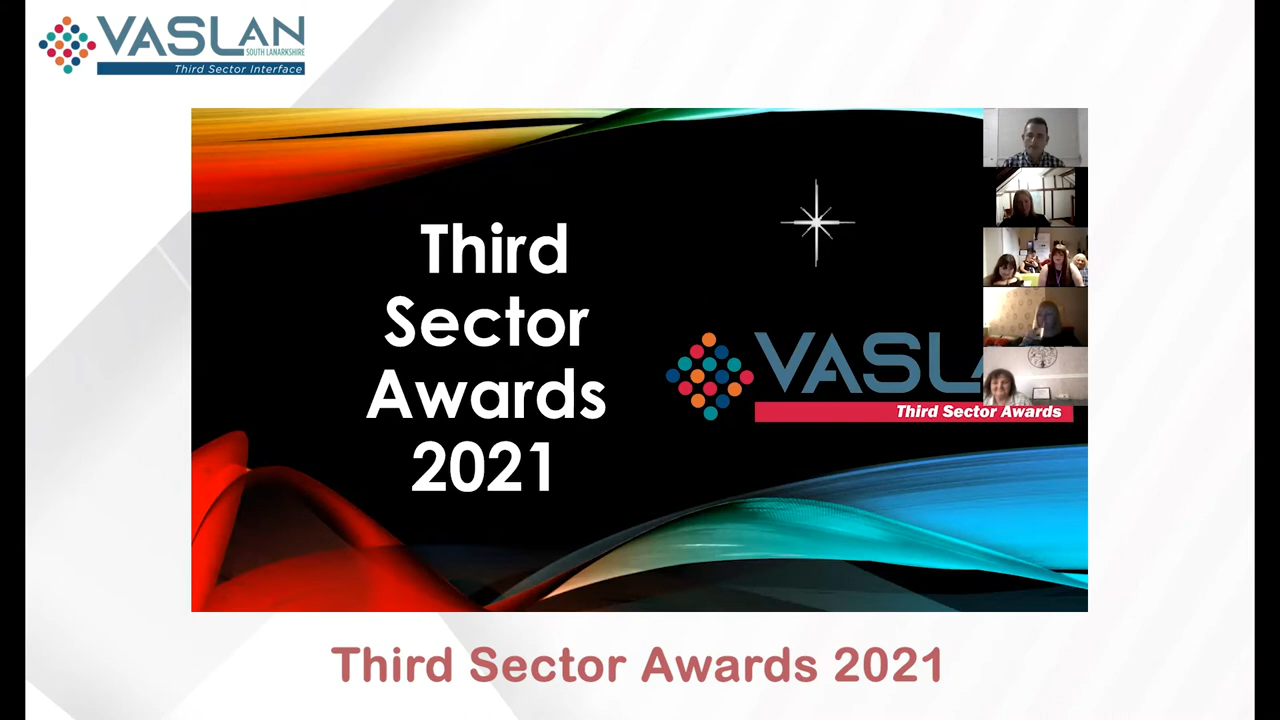 VASLAN
SOUTH LANARKSHIRE
Third Sector Interface
Third
Sector
Awards
2021
VASLA
Third Sector Awards
Third Sector Awards 2021